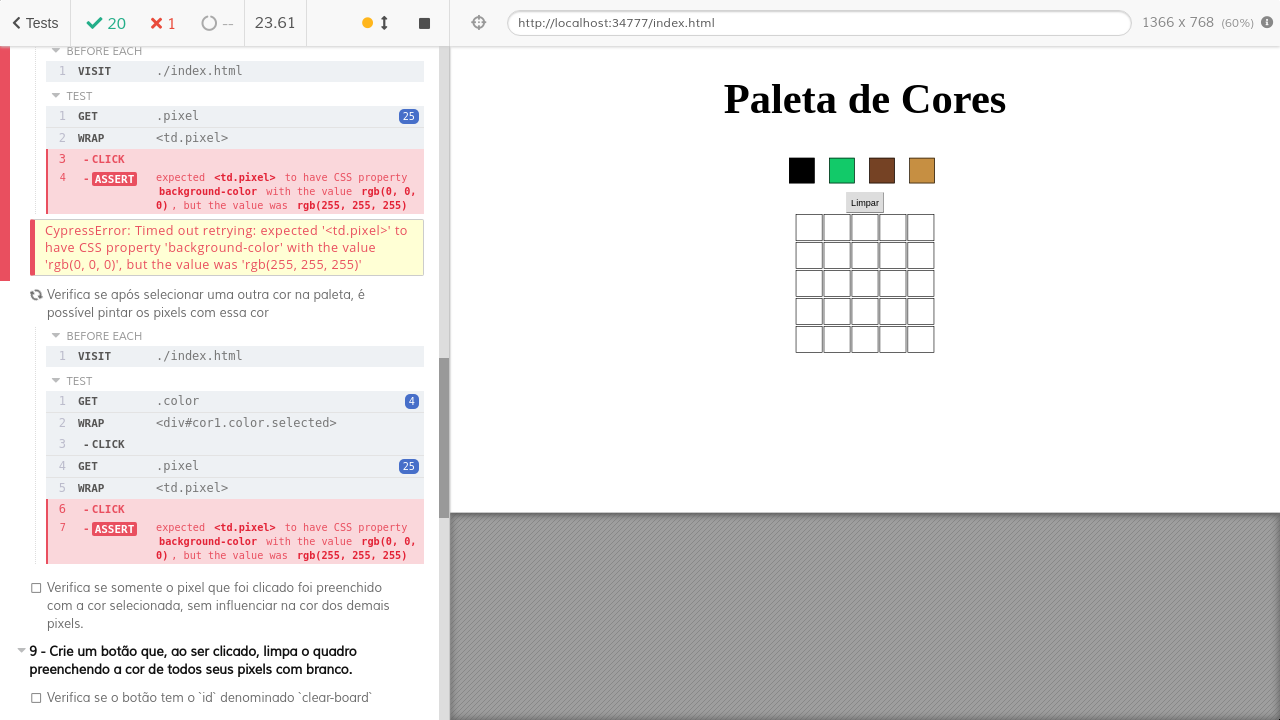 Tests
20
1
--
23.61
http://localhost:34777/index.html
1366 x 768 (60%)
BEFORE EACH
1 VISIT ./index.html
TEST
1 GET .pixel 25
2 WRAP <td.pixel>
3 - CLICK
4 - ASSERT expected <td.pixel> to have CSS property
background-color with the value rgb(0, 0,
0) , but the value was rgb(255, 255, 255)
CypressError: Timed out retrying: expected '<td.pixel>' to
have CSS property 'background-color' with the value
'rgb(0, 0, 0)', but the value was 'rgb(255, 255, 255)'
Verifica se após selecionar uma outra cor na paleta, é
possível pintar os pixels com essa cor
BEFORE EACH
1 VISIT ./index.html
TEST
1 GET .color 4
2 WRAP <div#cor1.color.selected>
3 - CLICK
4 GET .pixel 25
5 WRAP <td.pixel>
6 - CLICK
7 - ASSERT expected <td.pixel> to have CSS property
background-color with the value rgb(0, 0,
0) , but the value was rgb(255, 255, 255)
Verifica se somente o pixel que foi clicado foi preenchido
com a cor selecionada, sem influenciar na cor dos demais
pixels.
9 - Crie um botão que, ao ser clicado, limpa o quadro
preenchendo a cor de todos seus pixels com branco.
Verifica se o botão tem o `id` denominado `clear-board`
Paleta de Cores
Limpar